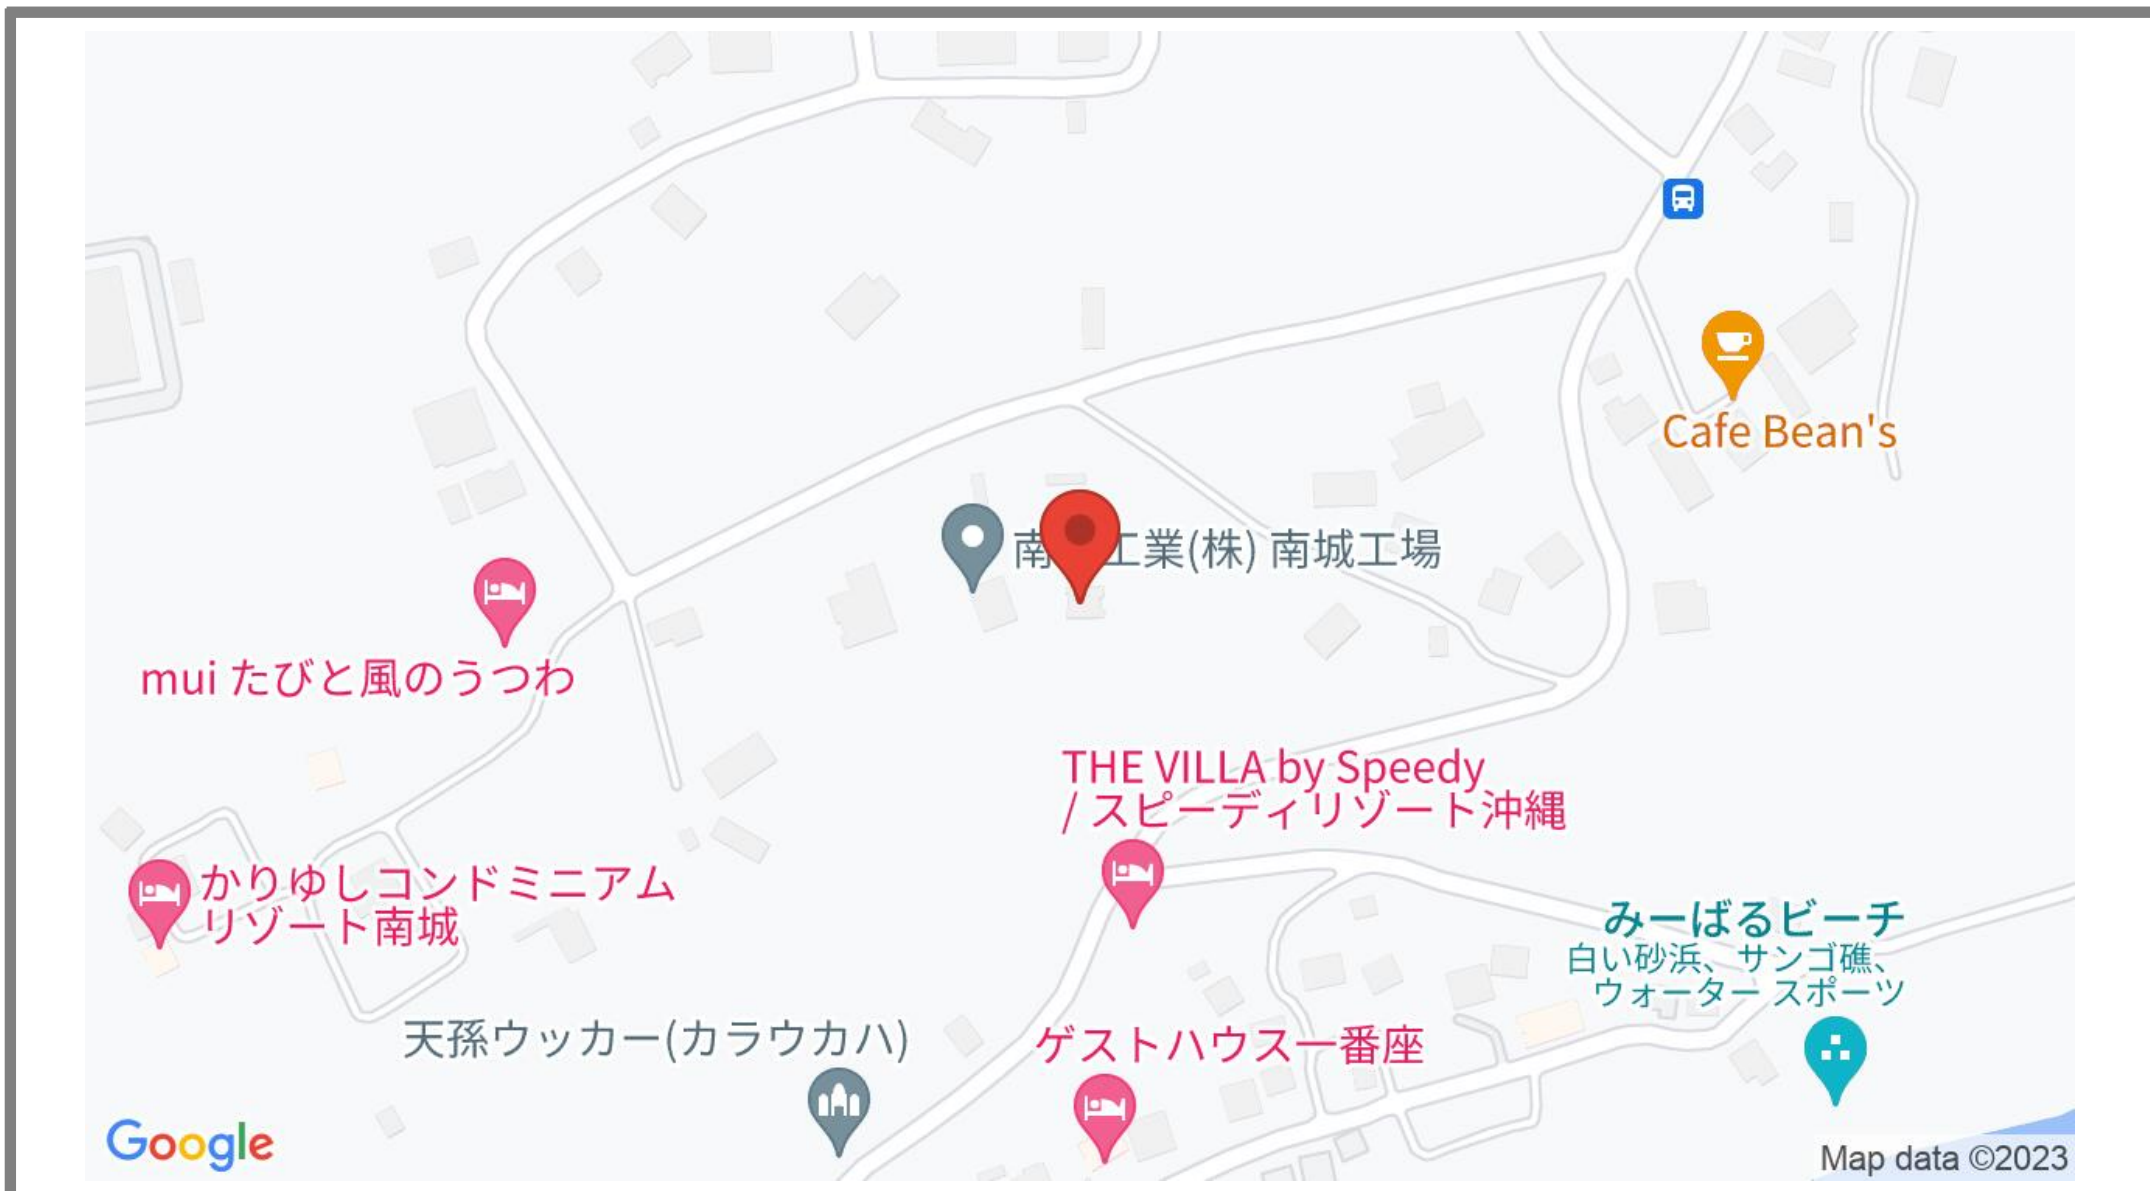 Cafe Bean's
南 工業(株) 南城工場
mui たびと風のうつわ
THE VILLA by Speedy
/ スピーディリゾート沖縄
かりゆしコンドミニアム
リゾート南城
みーばるビーチ
白い砂浜、サンゴ礁、
ウォーター スポーツ
天孫ウッカー(カラウカハ)
ゲストハウス一番座
Google
Map data ©2023